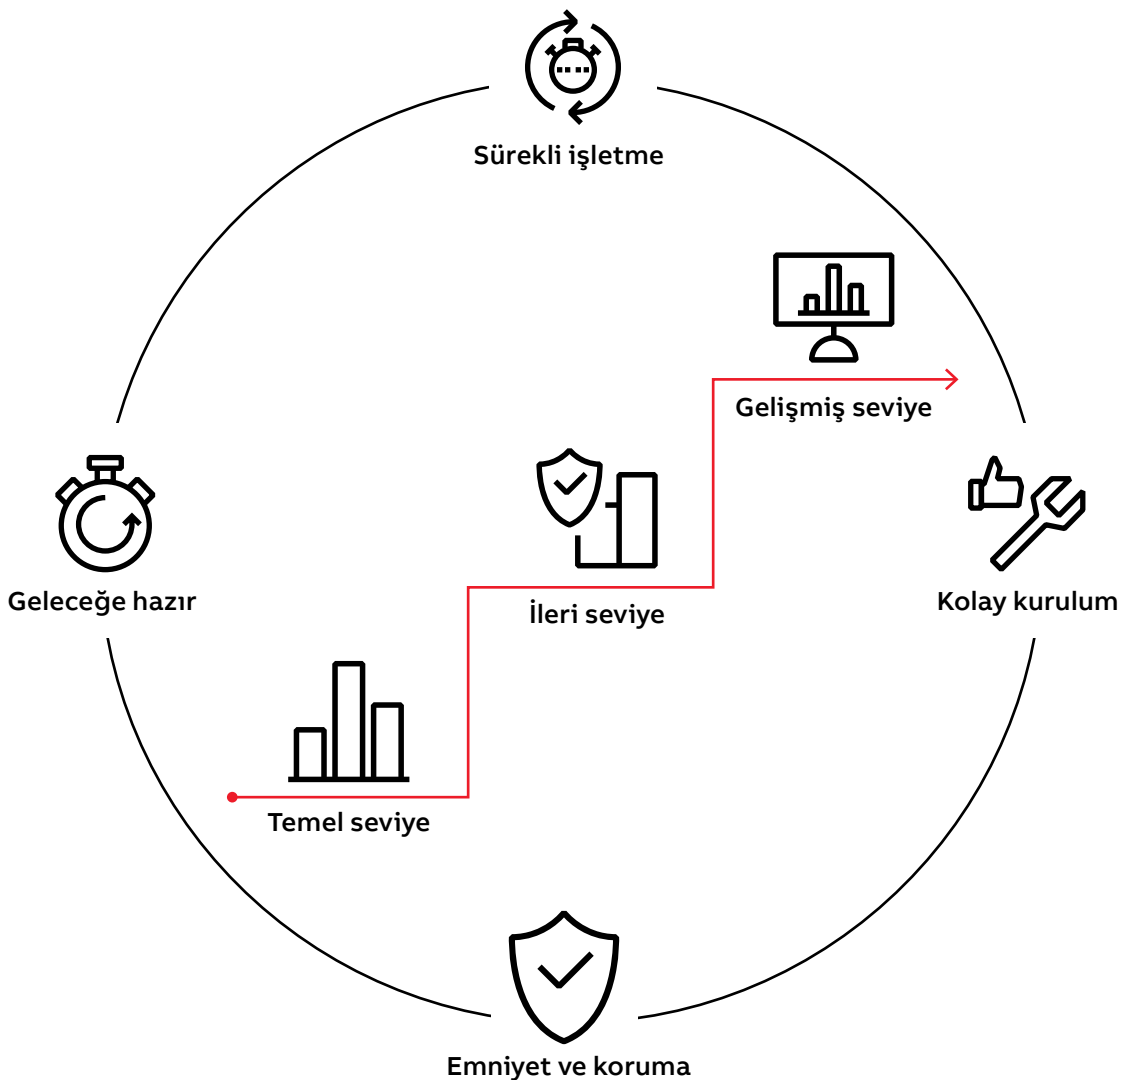 Sürekli işletme
Gelişmiş seviye
Geleceğe hazır
İleri seviye
Kolay kurulum
Temel seviye
Emniyet ve koruma